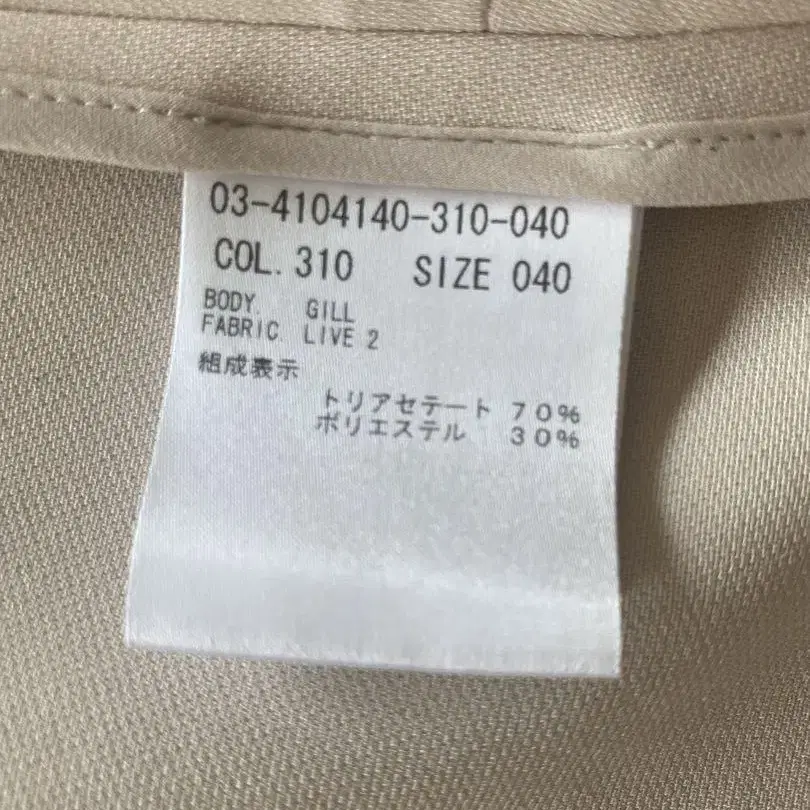 03-4104140-310-040
COL. 310 SIZE 040
BODY. GILL
FABRIC. LIVE 2
組成表示
トリアセテート 70%
ポリエステル 30%